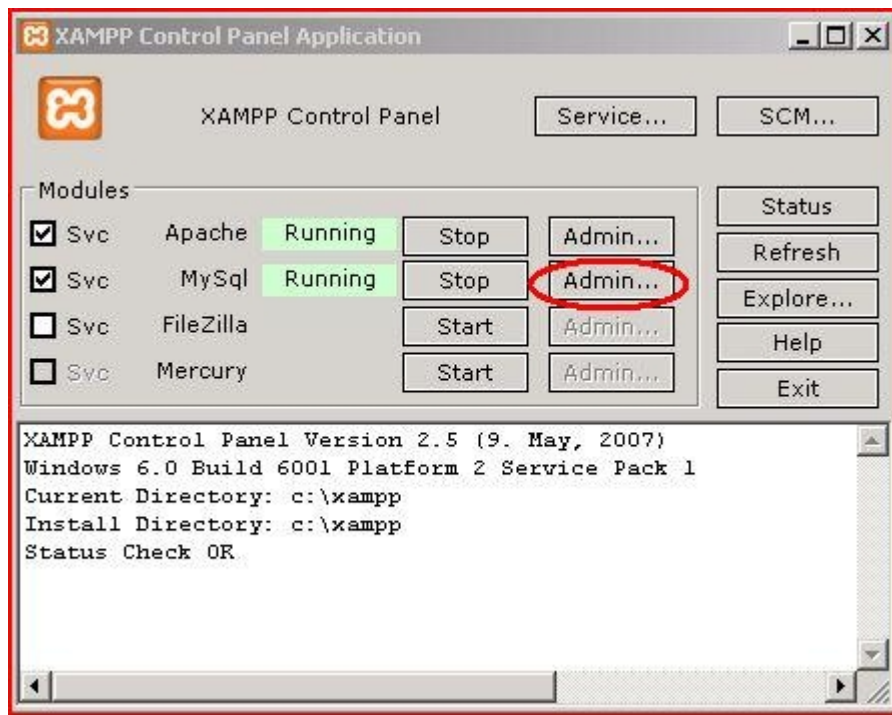 XAMPP Control Panel Application
XAMPP Control Panel Service... SCM...
Modules
Svc Apache Running Stop Admin...
Svc MySql Running Stop Admin...
Svc FileZilla Start Admin...
Svc Mercury Start Admin...
Status
Refresh
Explore...
Help
Exit
XAMPP Control Panel Version 2.5 (9. May, 2007)
Windows 6.0 Build 6001 Platform 2 Service Pack 1
Current Directory: c:\xampp
Install Directory: c:\xampp
Status Check OK